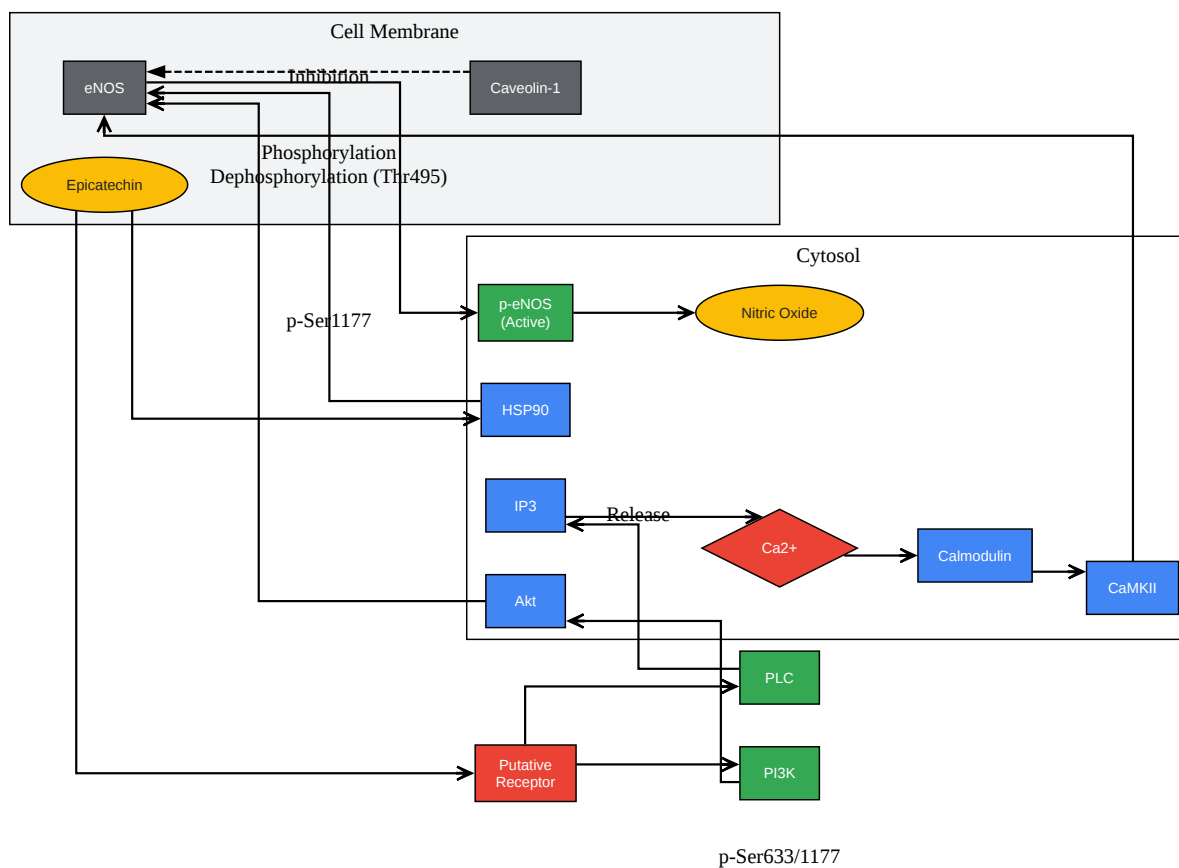 Cell Membrane
eNOS
Inhibition
Caveolin-1
Phosphorylation
Dephosphorylation (Thr495)
Epicatechin
Cytosol
p-eNOS
(Active)
Nitric Oxide
p-Ser1177
HSP90
IP3
Release
Ca2+
Calmodulin
CaMKII
Akt
PLC
Putative
Receptor
PI3K
p-Ser633/1177